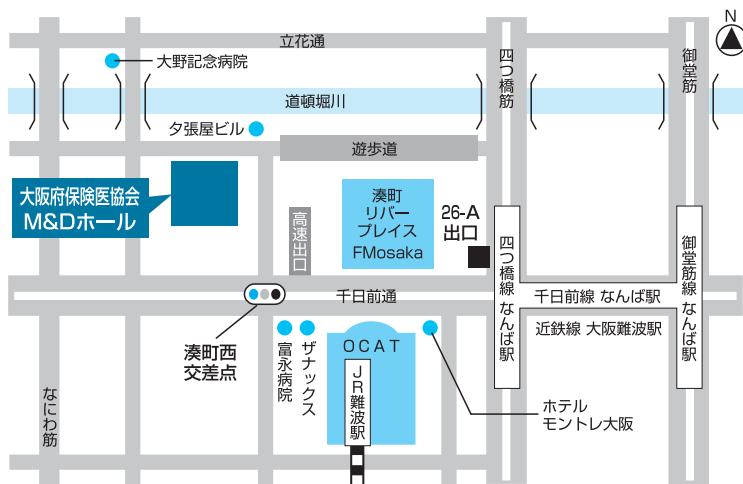 N
立花通
大野記念病院
四つ橋筋
御堂筋
道頓堀川
夕張屋ビル
遊歩道
大阪府保険医協会
M&Dホール
湊町
リバー
プレイス
FMosaka
26-A
出口
高速出口
四つ橋線 なんば駅
御堂筋線 なんば駅
千日前通
千日前線 なんば駅
近鉄線 大阪難波駅
湊町西
交差点
富永病院
ザナックス
OCAT
JR難波駅
ホテル
モントレ大阪
なにわ筋